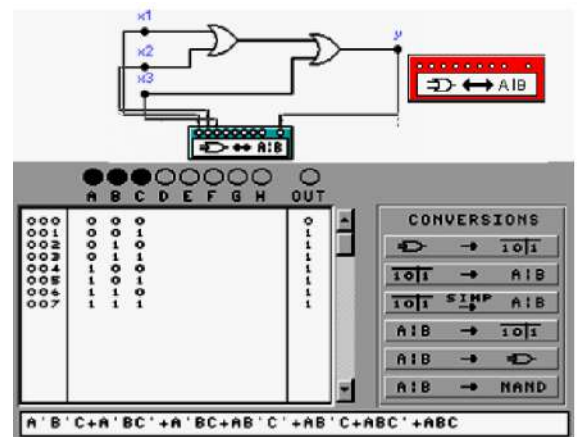 x1
x2
x3
y
A|B
A|B
A B C D E F G H OUT
000 0 0 0 0
001 0 0 1 1
002 0 1 0 1
003 0 1 1 1
004 1 0 0 1
005 1 0 1 1
006 1 1 0 1
007 1 1 1 1
CONVERSIONS
→ 10|1
10|1 → A|B
10|1 SIMP → A|B
A|B → 10|1
A|B →
A|B → NAND
A'B'C+A'BC'+A'BC+AB'C'+AB'C+ABC'+ABC